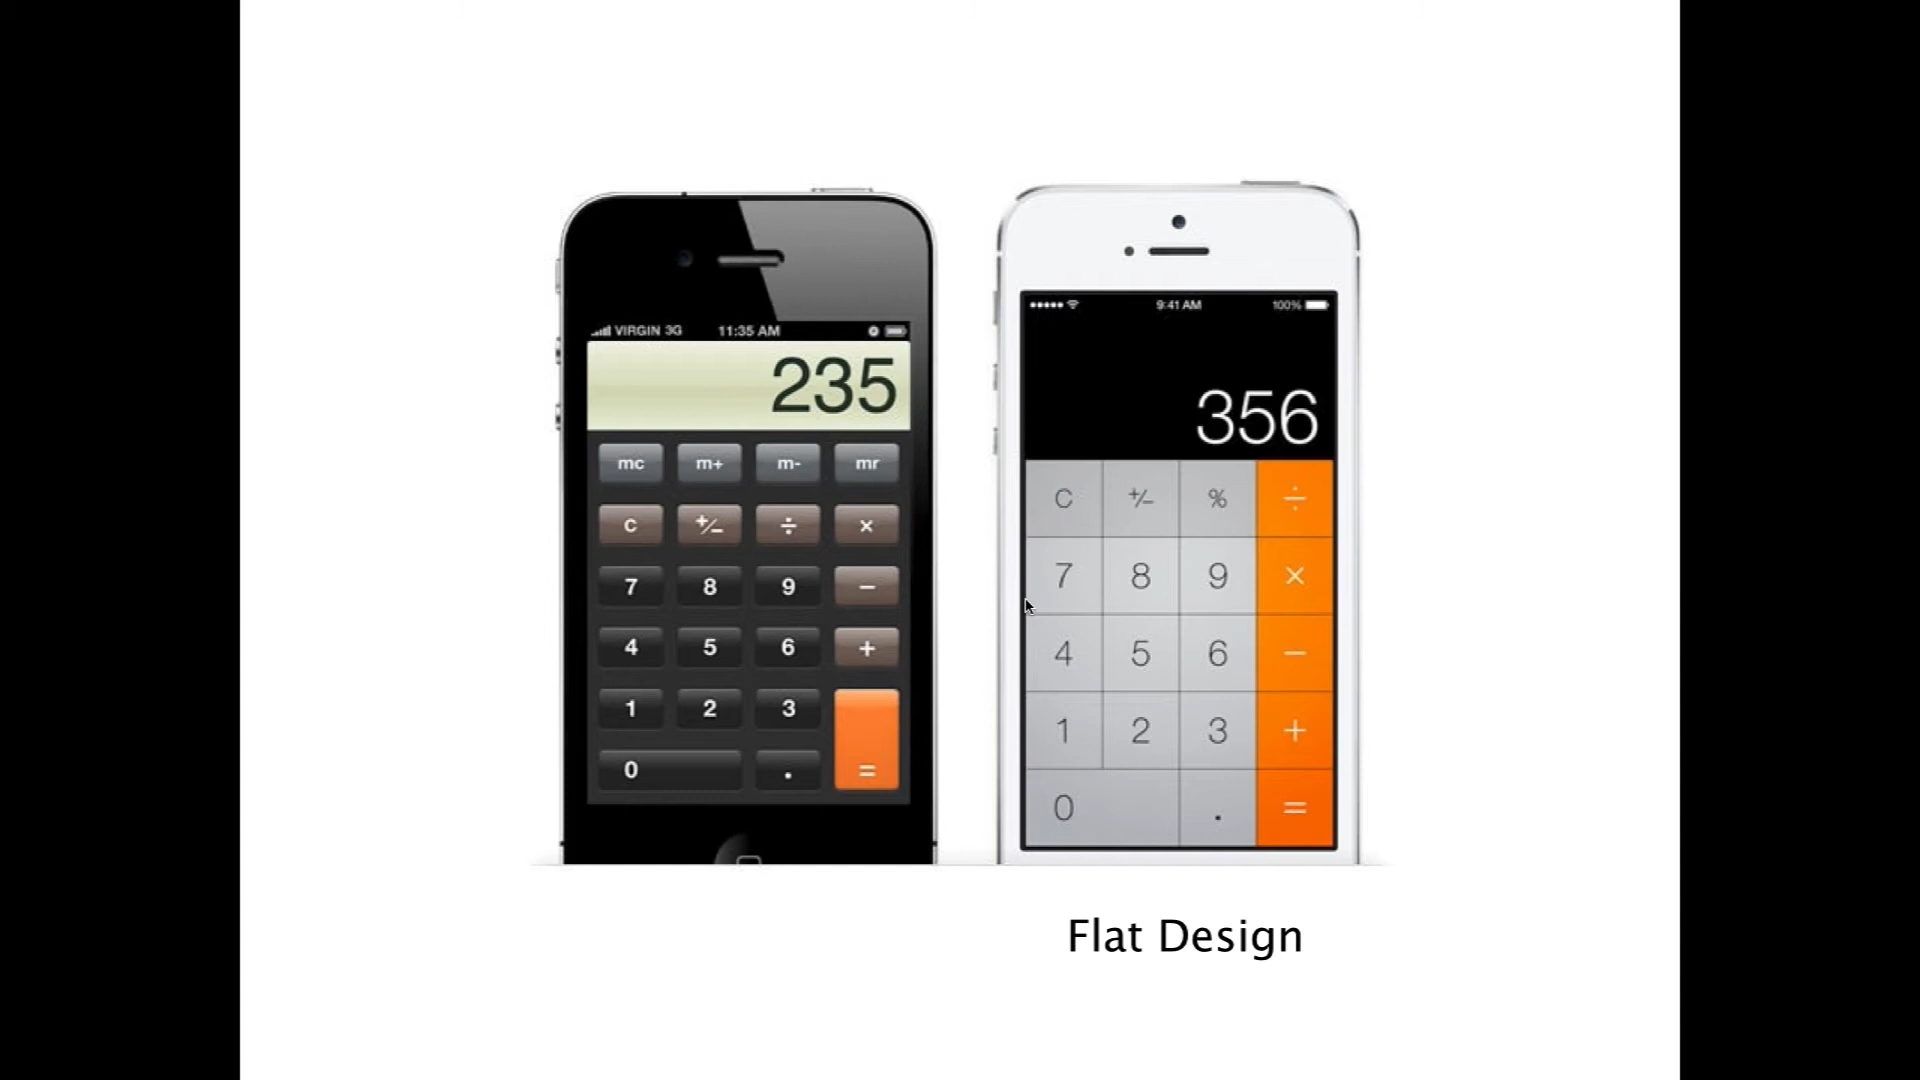 VIRGIN 3G 11:35 AM
235
mc m+ m- mr
c +/− ÷ ×
7 8 9 −
4 5 6 +
1 2 3
0 . =
9:41 AM 100%
356
C +/− % ÷
7 8 9 ×
4 5 6 −
1 2 3 +
0 . =
Flat Design